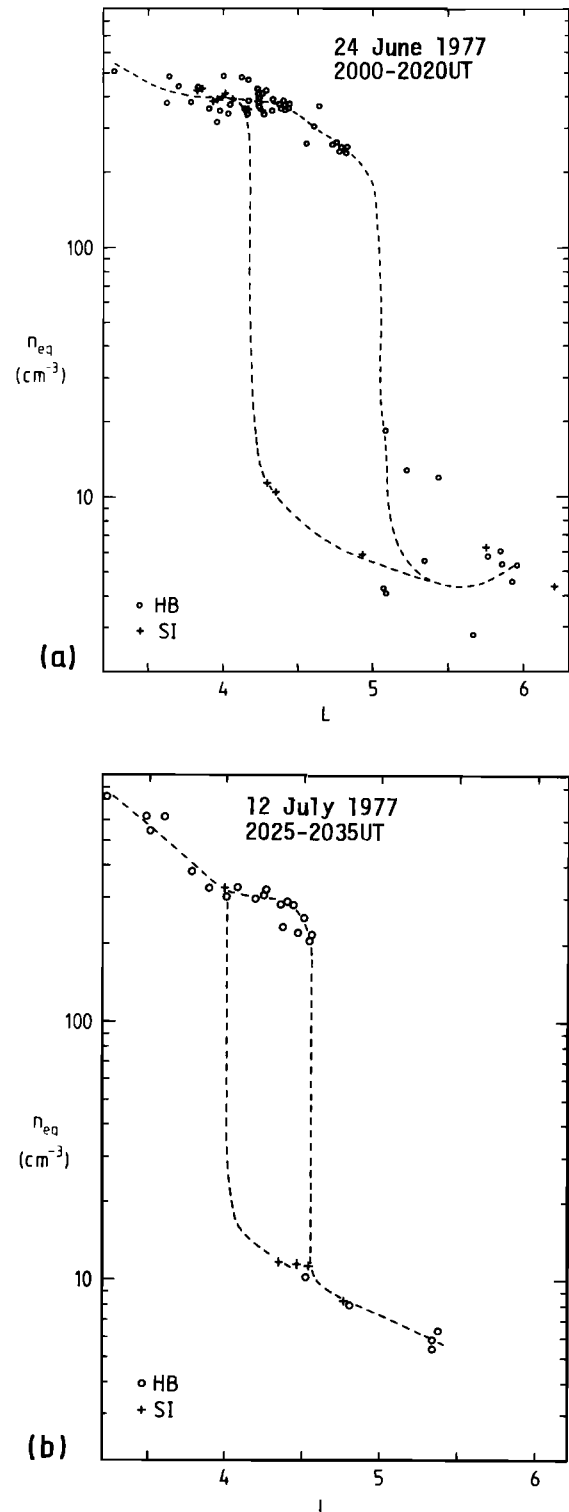 24 June 1977
2000-2020UT
100
n_eq
(cm⁻³)
10
o HB
+ SI
(a)
4 5 6
L
12 July 1977
2025-2035UT
100
n_eq
(cm⁻³)
10
o HB
+ SI
(b)
4 5 6
L